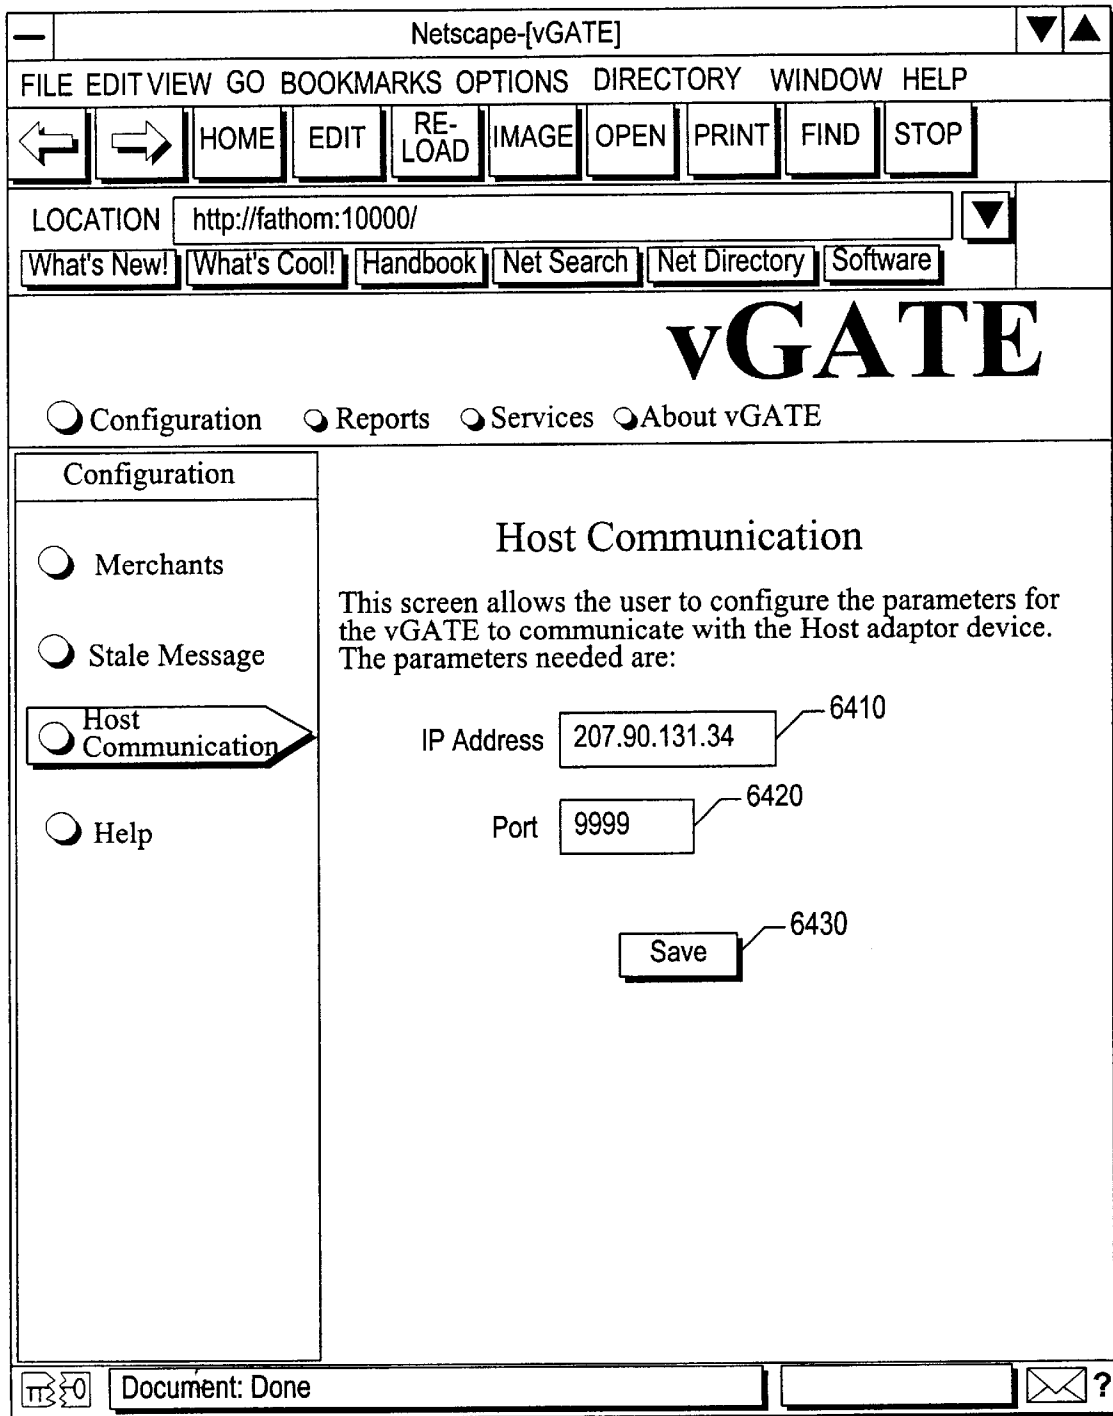 Netscape-[vGATE]
FILE EDIT VIEW GO BOOKMARKS OPTIONS DIRECTORY WINDOW HELP
HOME EDIT RE-LOAD IMAGE OPEN PRINT FIND STOP
LOCATION http://fathom:10000/
What's New! What's Cool! Handbook Net Search Net Directory Software
vGATE
Configuration Reports Services About vGATE
Configuration
Merchants
Stale Message
Host
Communication
Help
Host Communication
This screen allows the user to configure the parameters for
the vGATE to communicate with the Host adaptor device.
The parameters needed are:
IP Address 207.90.131.34 6410
Port 9999 6420
Save 6430
Document: Done
?